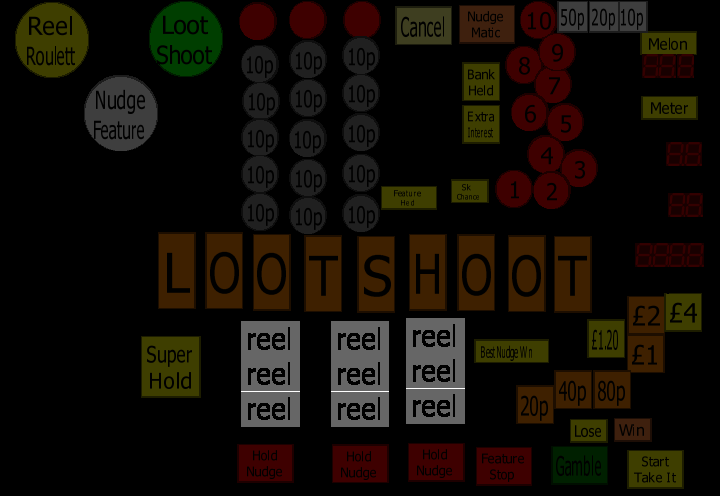 Reel
Roulett
Loot
Shoot
Nudge
Feature
Cancel
Nudge
Matic
10
50p
20p
10p
Melon
10p 10p 10p
10p 10p 10p
10p 10p 10p
10p 10p 10p
10p 10p 10p
Bank
Held
Extra
Interest
8
9
7
6
5
4
3
1
2
Meter
Feature
Held
Sk
Chance
L O O T S H O O T
Super
Hold
reel reel reel
reel reel reel
reel reel reel
Best Nudge Wn
£1.20
£2
£4
£1
20p
40p
80p
Lose
Win
Hold
Nudge
Hold
Nudge
Hold
Nudge
Feature
Stop
Gamble
Start
Take It